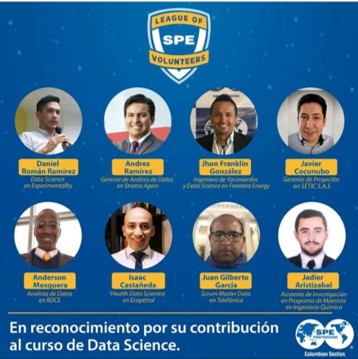 LEAGUE OF
SPE
VOLUNTEERS
Daniel
Román Ramírez
Data Science
en Experimentality
Andres
Ramírez
Gerente de Análisis de Datos
en Stratos Again
Jhon Franklin
González
Ingeniero de Yacimientos
y Data Science en Frontera Energy
Javier
Cocunubo
Gerente de Proyectos
en SETIC S.A.S
Anderson
Mosquera
Analista de Datos
en RDCE
Isaac
Castañeda
Health Data Scientist
en Ecopetrol
Juan Gilberto
García
Scrum Master Data
en Telefónica
Jadier
Aristizabal
Asistente de Investigación
en Programa de Maestría
en Ingeniería Química
En reconocimiento por su contribución
al curso de Data Science.
SPE
International
Colombian Section